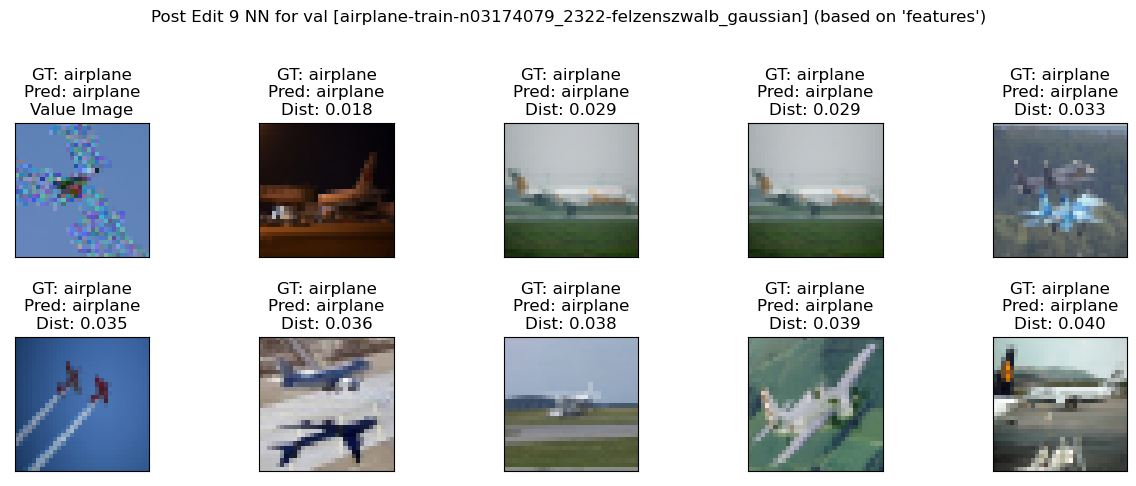 Post Edit 9 NN for val [airplane-train-n03174079_2322-felzenszwalb_gaussian] (based on 'features')
GT: airplane
Pred: airplane
Value Image
GT: airplane
Pred: airplane
Dist: 0.018
GT: airplane
Pred: airplane
Dist: 0.029
GT: airplane
Pred: airplane
Dist: 0.029
GT: airplane
Pred: airplane
Dist: 0.033
GT: airplane
Pred: airplane
Dist: 0.035
GT: airplane
Pred: airplane
Dist: 0.036
GT: airplane
Pred: airplane
Dist: 0.038
GT: airplane
Pred: airplane
Dist: 0.039
GT: airplane
Pred: airplane
Dist: 0.040